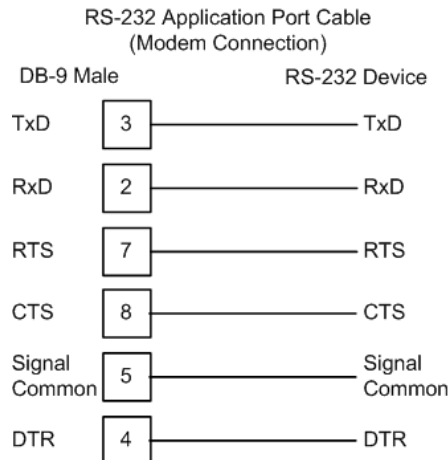 RS-232 Application Port Cable
(Modem Connection)
DB-9 Male RS-232 Device
TxD 3 TxD
RxD 2 RxD
RTS 7 RTS
CTS 8 CTS
Signal Common 5 Signal Common
DTR 4 DTR